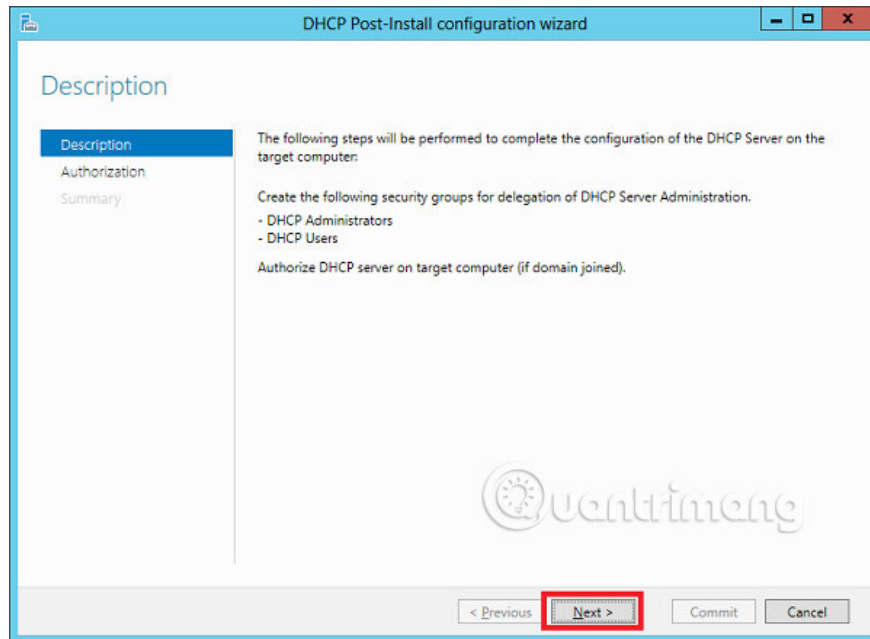 DHCP Post-Install configuration wizard
Description
Description
Authorization
Summary
The following steps will be performed to complete the configuration of the DHCP Server on the
target computer:
Create the following security groups for delegation of DHCP Server Administration.
- DHCP Administrators
- DHCP Users
Authorize DHCP server on target computer (if domain joined).
Quantrimang
< Previous
Next >
Commit
Cancel